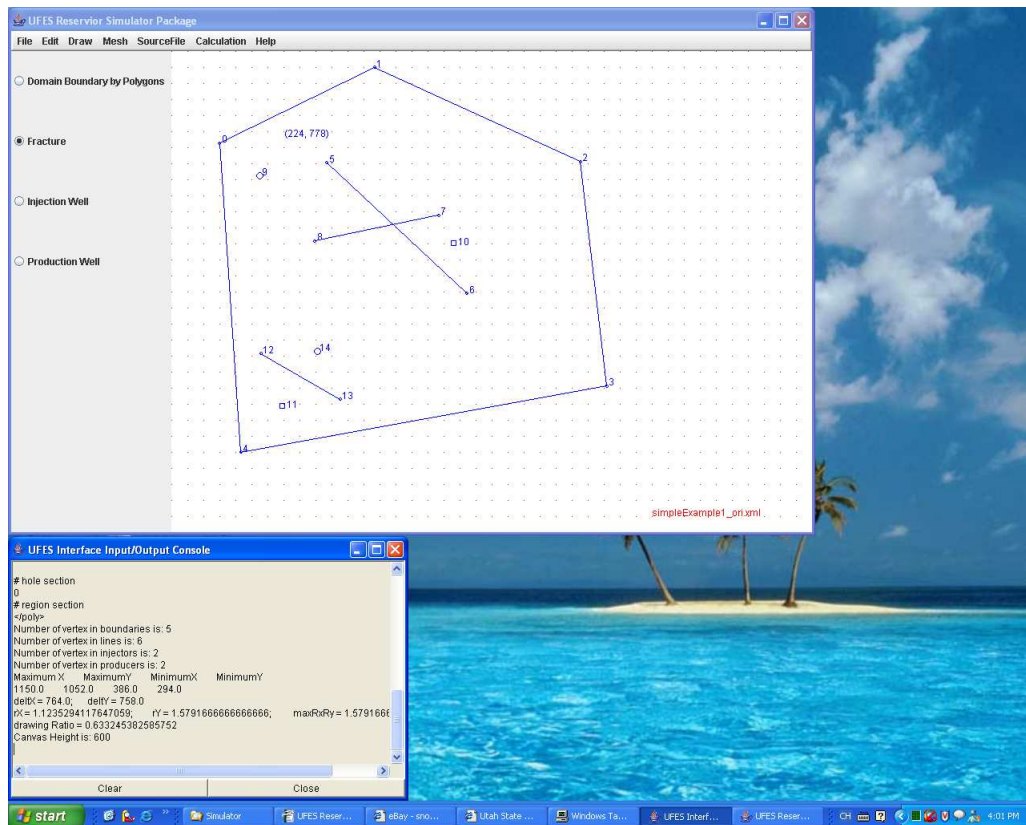 UFES Reservior Simulator Package
File Edit Draw Mesh SourceFile Calculation Help
Domain Boundary by Polygons
Fracture
Injection Well
Production Well
1
0
(224, 778)
5
2
9
7
8
10
6
12
14
3
13
11
4
simpleExample1_ori.xml
UFES Interface Input/Output Console
# hole section
0
# region section
</poly>
Number of vertex in boundaries is: 5
Number of vertex in lines is: 6
Number of vertex in injectors is: 2
Number of vertex in producers is: 2
Maximum X MaximumY MinimumX MinimumY
1150.0 1052.0 386.0 294.0
deltX = 764.0; deltY = 758.0
rX = 1.1235294117647059; rY = 1.5791666666666666; maxRxRy = 1.5791666
drawing Ratio = 0.633245382585752
Canvas Height is: 600
Clear Close
start Simulator UFES Reser... eBay - sno... Utah State ... Windows Ta... UFES Interf... UFES Reser... CH 4:01 PM